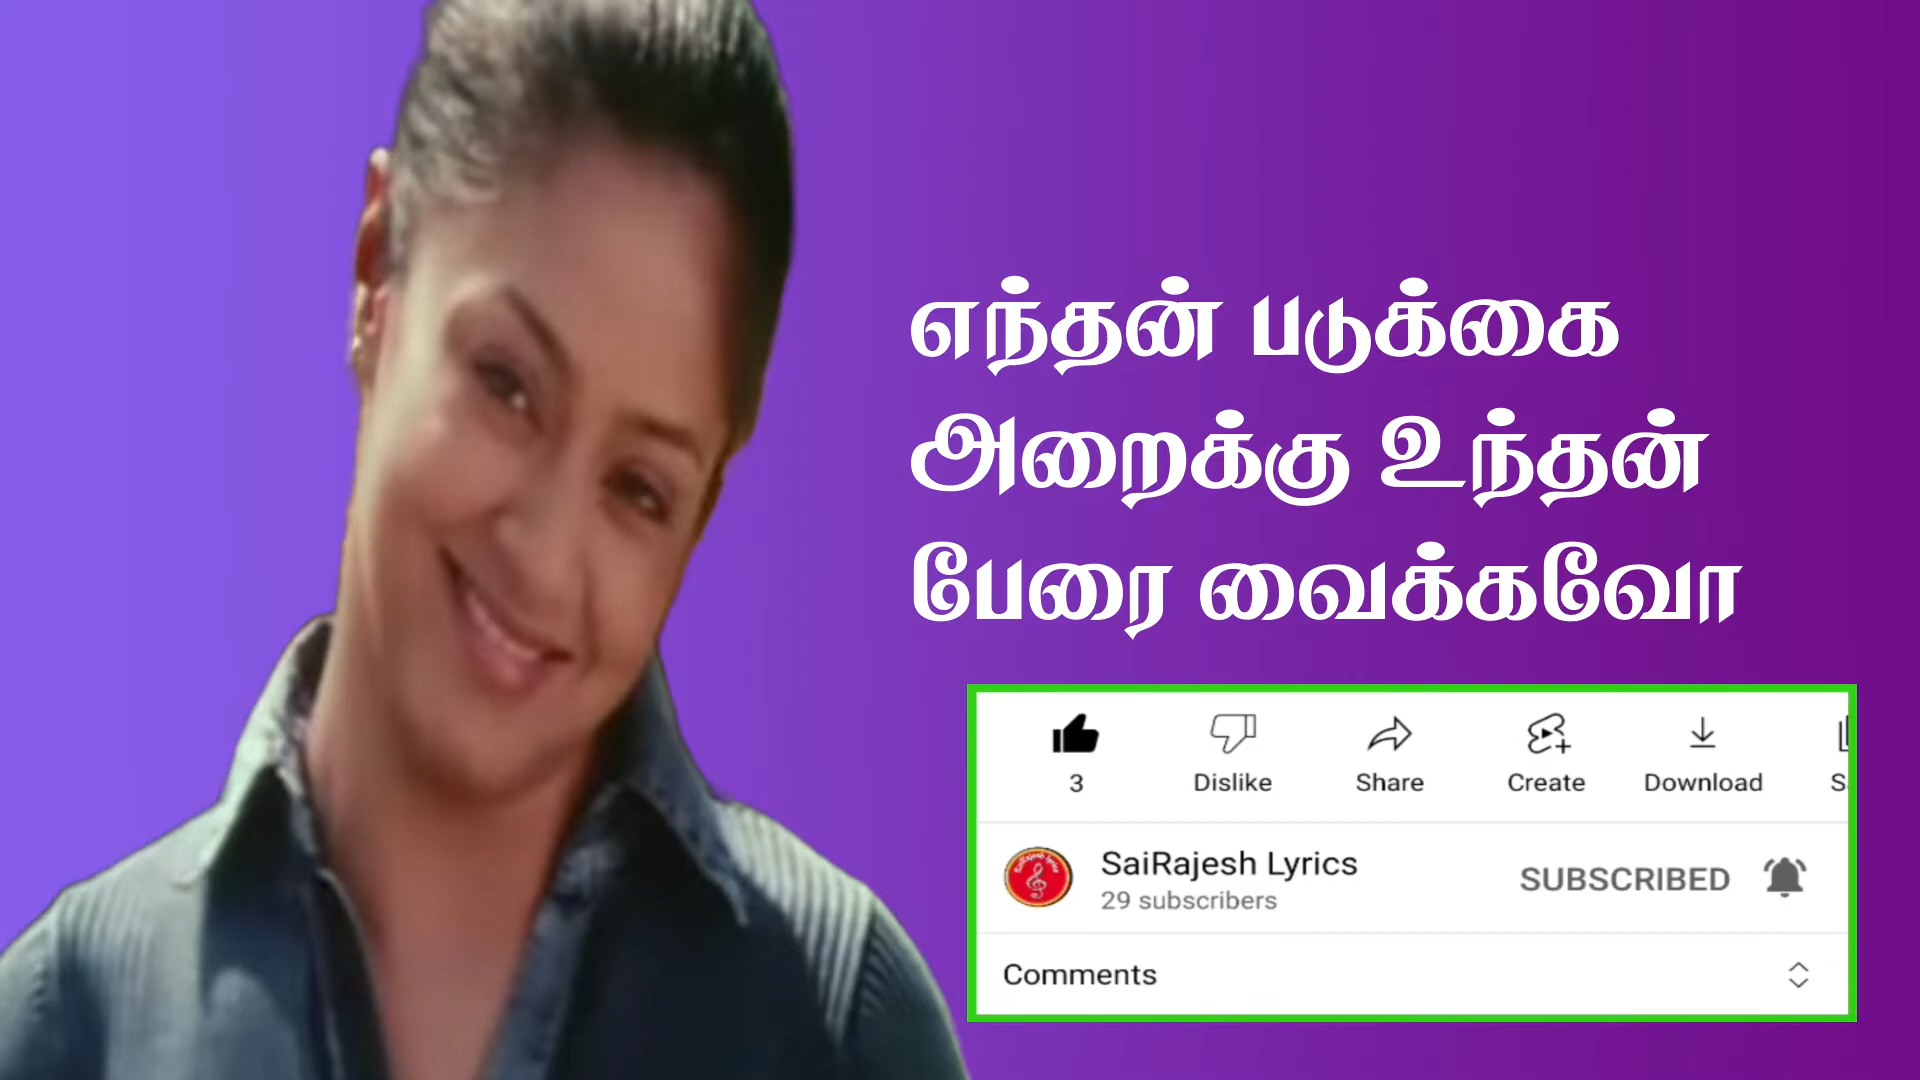 எந்தன் படுக்கை
அறைக்கு உந்தன்
பேரை வைக்கவோ
3 Dislike Share Create Download
SaiRajesh Lyrics
29 subscribers
SUBSCRIBED
Comments